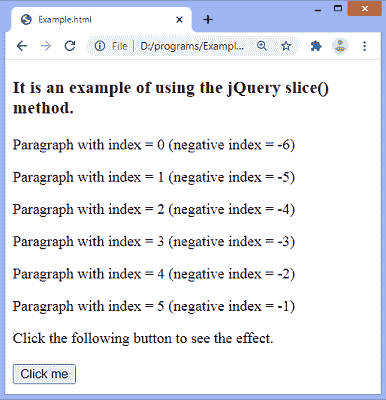 Example.html
File | D:/programs/Exampl...
It is an example of using the jQuery slice()
method.
Paragraph with index = 0 (negative index = -6)
Paragraph with index = 1 (negative index = -5)
Paragraph with index = 2 (negative index = -4)
Paragraph with index = 3 (negative index = -3)
Paragraph with index = 4 (negative index = -2)
Paragraph with index = 5 (negative index = -1)
Click the following button to see the effect.
Click me